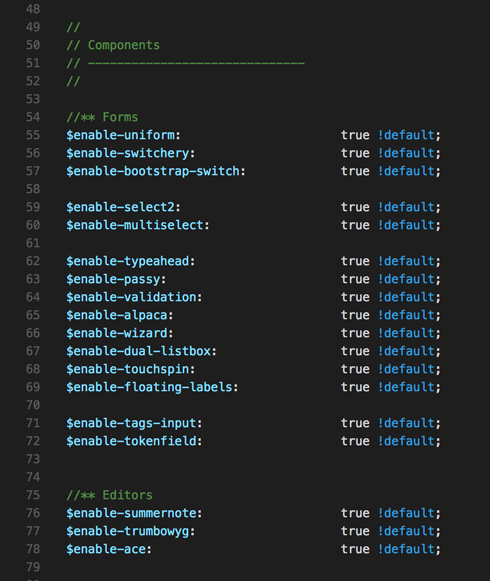 48
49 //
50 // Components
51 // ------------------------------
52 //
53
54 //** Forms
55 $enable-uniform: true !default;
56 $enable-switchery: true !default;
57 $enable-bootstrap-switch: true !default;
58
59 $enable-select2: true !default;
60 $enable-multiselect: true !default;
61
62 $enable-typeahead: true !default;
63 $enable-passy: true !default;
64 $enable-validation: true !default;
65 $enable-alpaca: true !default;
66 $enable-wizard: true !default;
67 $enable-dual-listbox: true !default;
68 $enable-touchspin: true !default;
69 $enable-floating-labels: true !default;
70
71 $enable-tags-input: true !default;
72 $enable-tokenfield: true !default;
73
74
75 //** Editors
76 $enable-summernote: true !default;
77 $enable-trumbowyg: true !default;
78 $enable-ace: true !default;
79